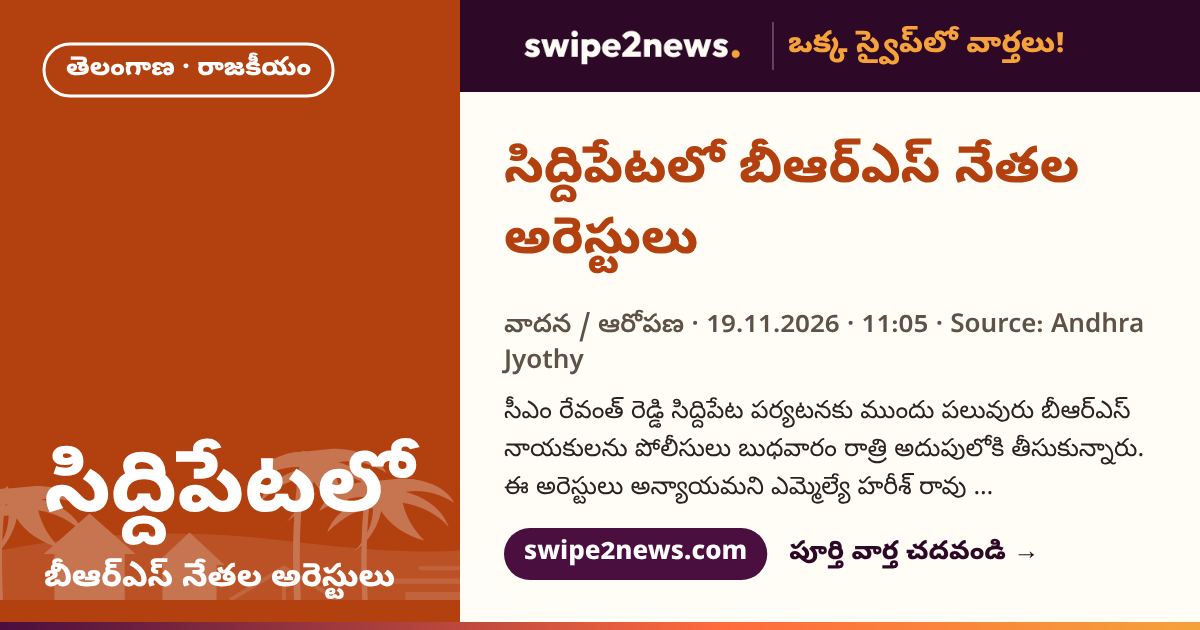 తెలంగాణ · రాజకీయం
సిద్దిపేటలో
బీఆర్ఎస్ నేతల అరెస్టులు
swipe2news.
ఒక్క స్వైప్‌లో వార్తలు!
సిద్దిపేటలో బీఆర్ఎస్ నేతల
అరెస్టులు
వాదన / ఆరోపణ · 19.11.2026 · 11:05 · Source: Andhra
Jyothy
సీఎం రేవంత్ రెడ్డి సిద్దిపేట పర్యటనకు ముందు పలువురు బీఆర్ఎస్
నాయకులను పోలీసులు బుధవారం రాత్రి అదుపులోకి తీసుకున్నారు.
ఈ అరెస్టులు అన్యాయమని ఎమ్మెల్యే హరీశ్ రావు ...
swipe2news.com
పూర్తి వార్త చదవండి →